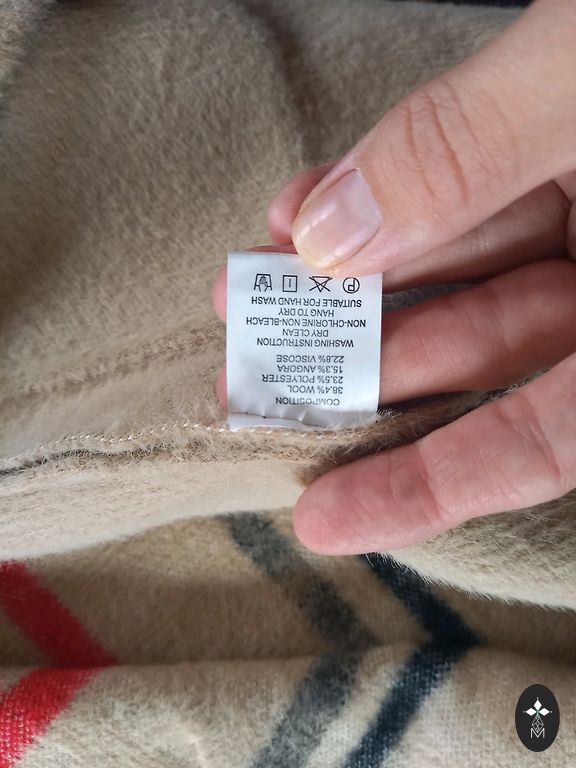 COMPOSITION
38.4% WOOL
23.5% POLYESTER
15.3% ANGORA
22.8% VISCOSE
WASHING INSTRUCTION
DRY CLEAN
NON-CHLORINE NON-BLEACH
HANG TO DRY
SUITABLE FOR HAND WASH
P
M